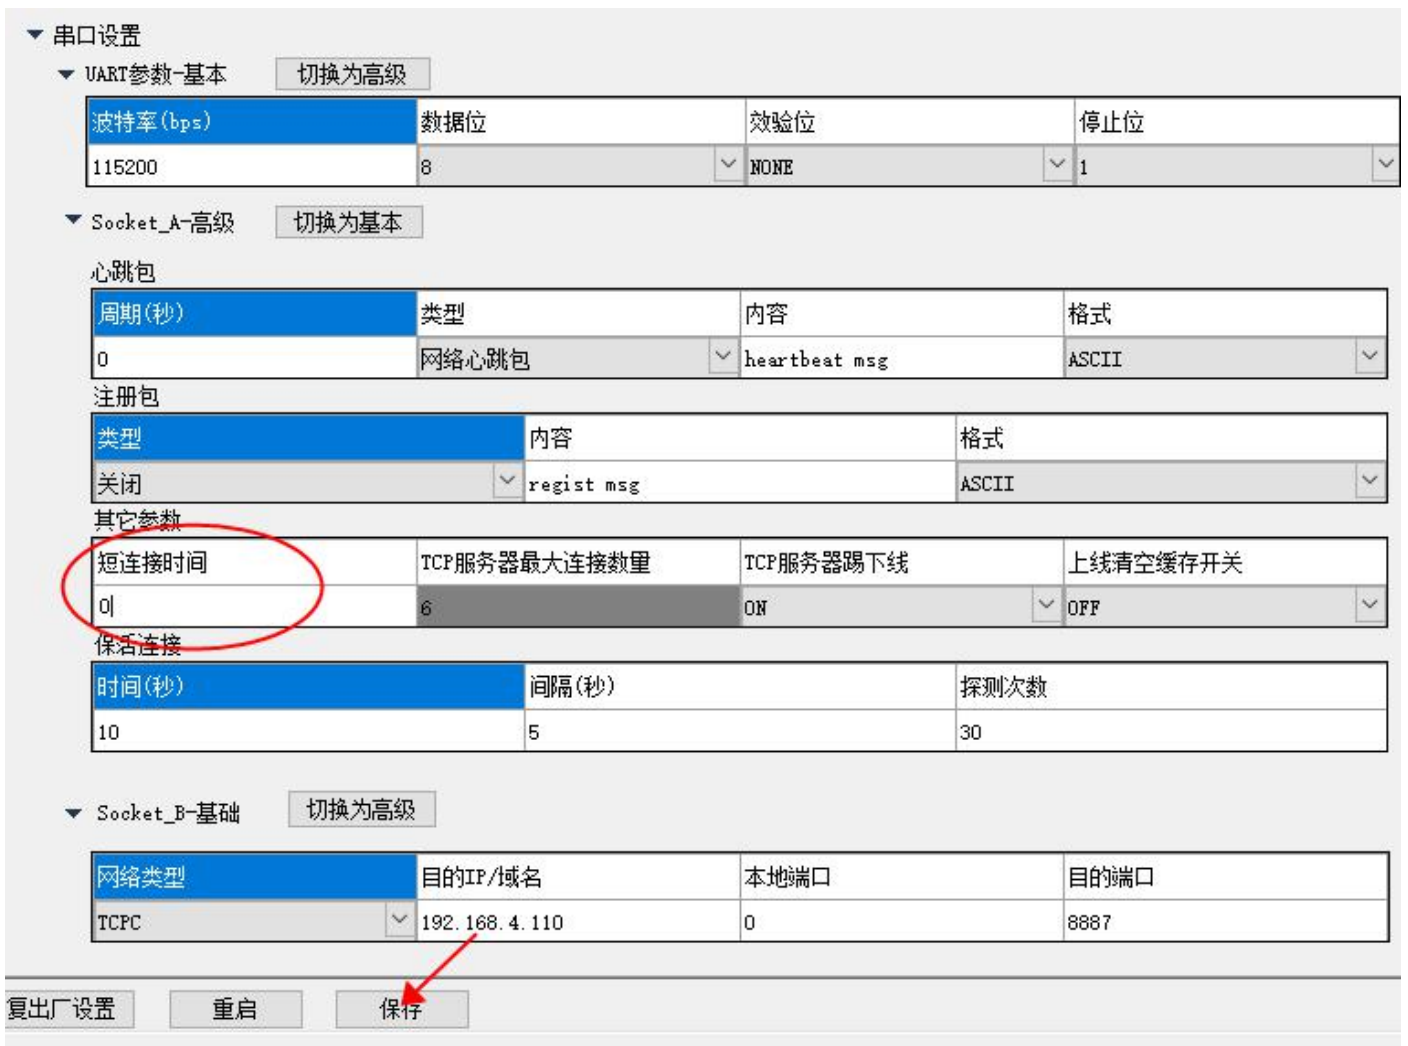 串口设置
UART参数-基本 切换为高级
波特率(bps) 数据位 效验位 停止位
115200 8 NONE 1
Socket_A-高级 切换为基本
心跳包
周期(秒) 类型 内容 格式
0 网络心跳包 heartbeat msg ASCII
注册包
类型 内容 格式
关闭 regist msg ASCII
其它参数
短连接时间 TCP服务器最大连接数量 TCP服务器踢下线 上线清空缓存开关
0 6 ON OFF
保活连接
时间(秒) 间隔(秒) 探测次数
10 5 30
Socket_B-基础 切换为高级
网络类型 目的IP/域名 本地端口 目的端口
TCPC 192.168.4.110 0 8887
复出厂设置 重启 保存